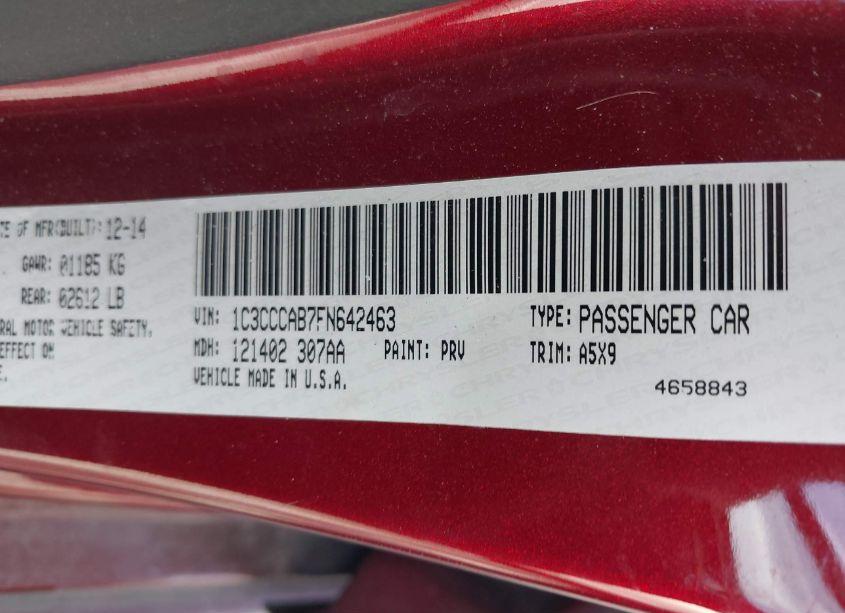 TE OF MFR(BUILT): 12-14
GAWR: 01185 KG
REAR: 02612 LB
RAL MOTOR VEHICLE SAFETY,
EFFECT ON
E.
VIN: 1C3CCCAB7FN642463 TYPE: PASSENGER CAR
MDH: 121402 307AA PAINT: PRV TRIM: A5X9
VEHICLE MADE IN U.S.A.
4658843